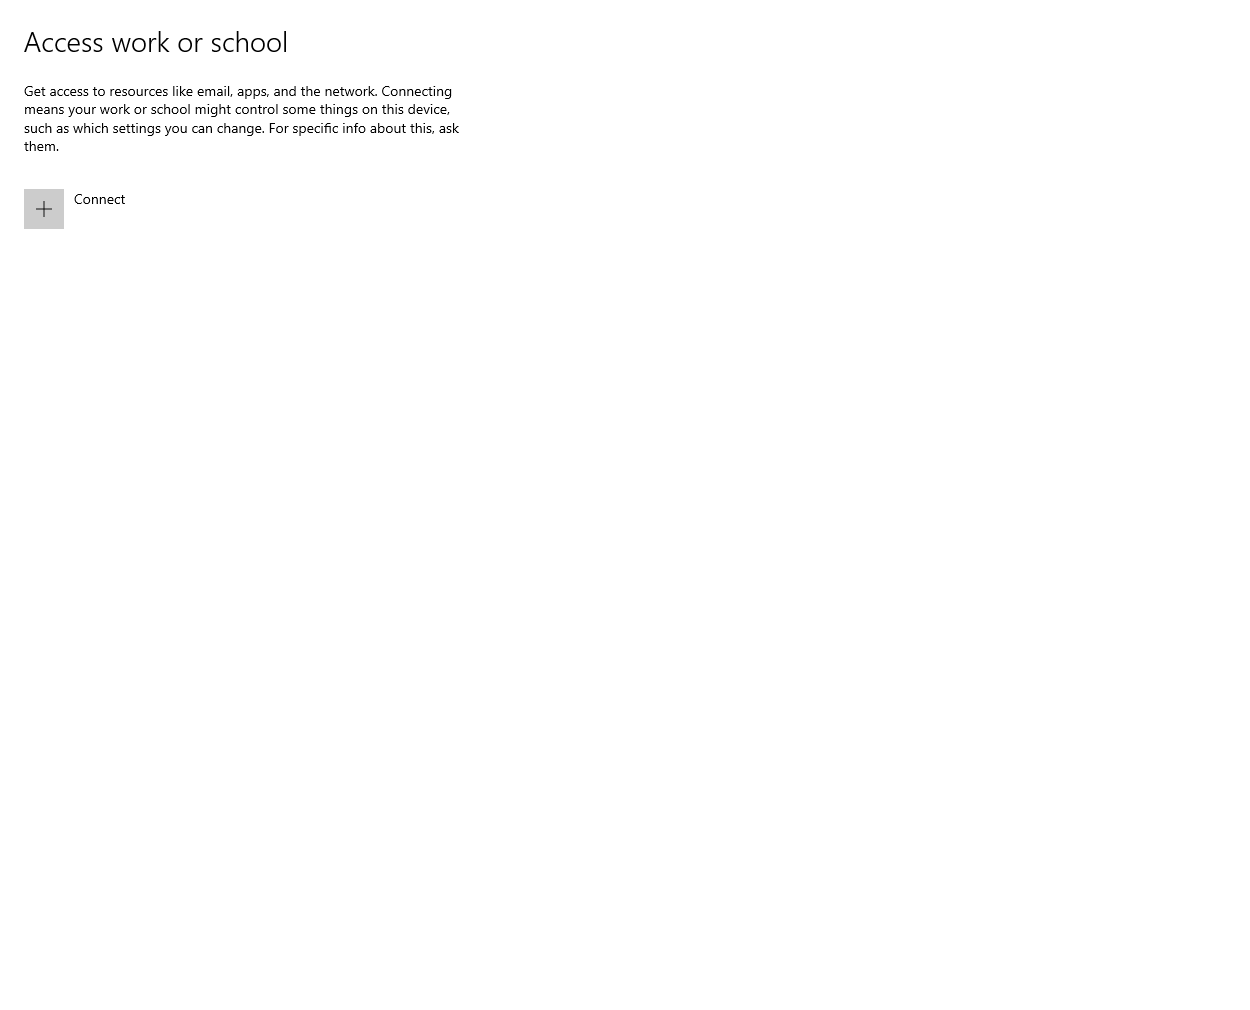 Access work or school
Get access to resources like email, apps, and the network. Connecting
means your work or school might control some things on this device,
such as which settings you can change. For specific info about this, ask
them.
Connect